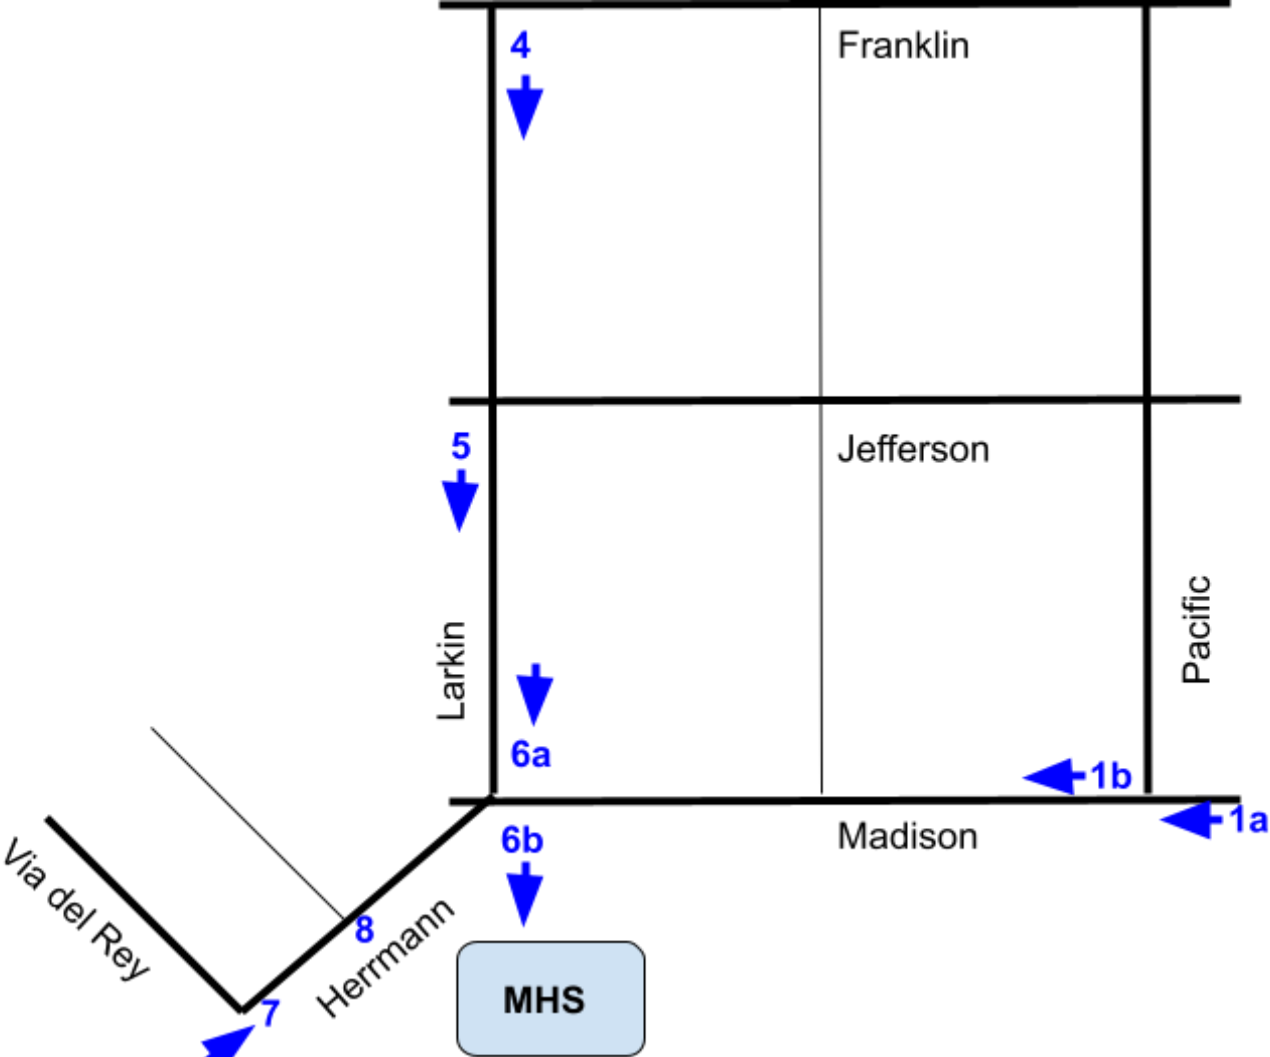 4
Franklin
5
Jefferson
Larkin
Pacific
6a
1b
1a
6b
Madison
Via del Rey
8
Herrmann
MHS
7